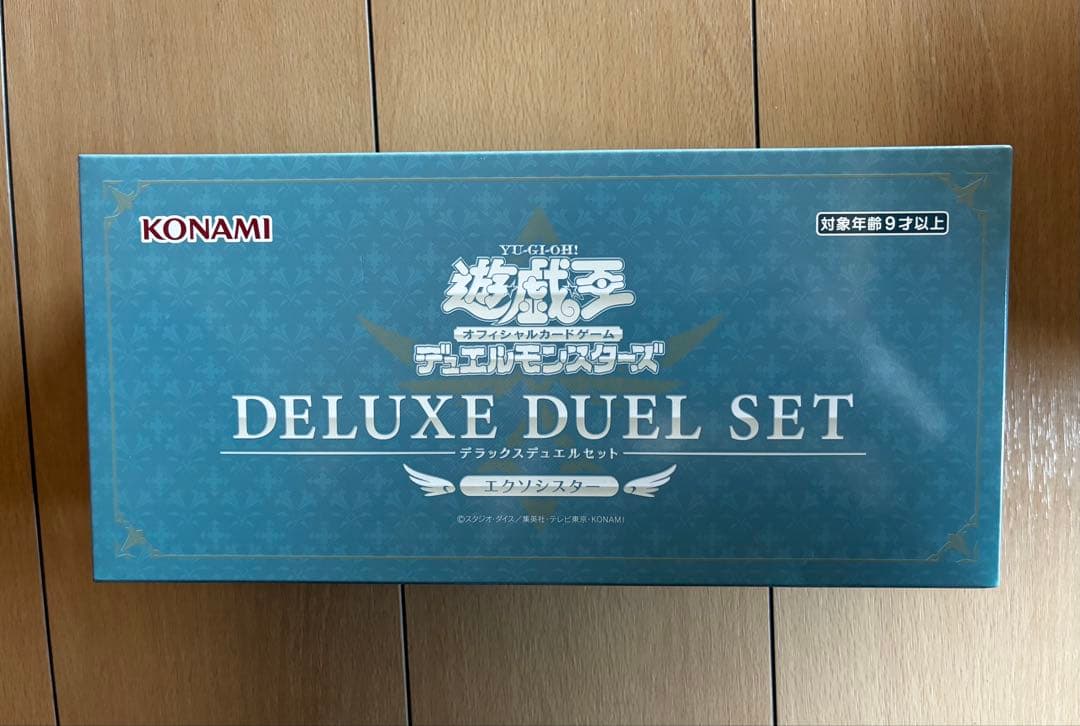 KONAMI
対象年齢9才以上
YU-GI-OH!
遊戯王
オフィシャルカードゲーム
デュエルモンスターズ
DELUXE DUEL SET
デラックスデュエルセット
エクソシスター
©スタジオ・ダイス/集英社・テレビ東京・KONAMI